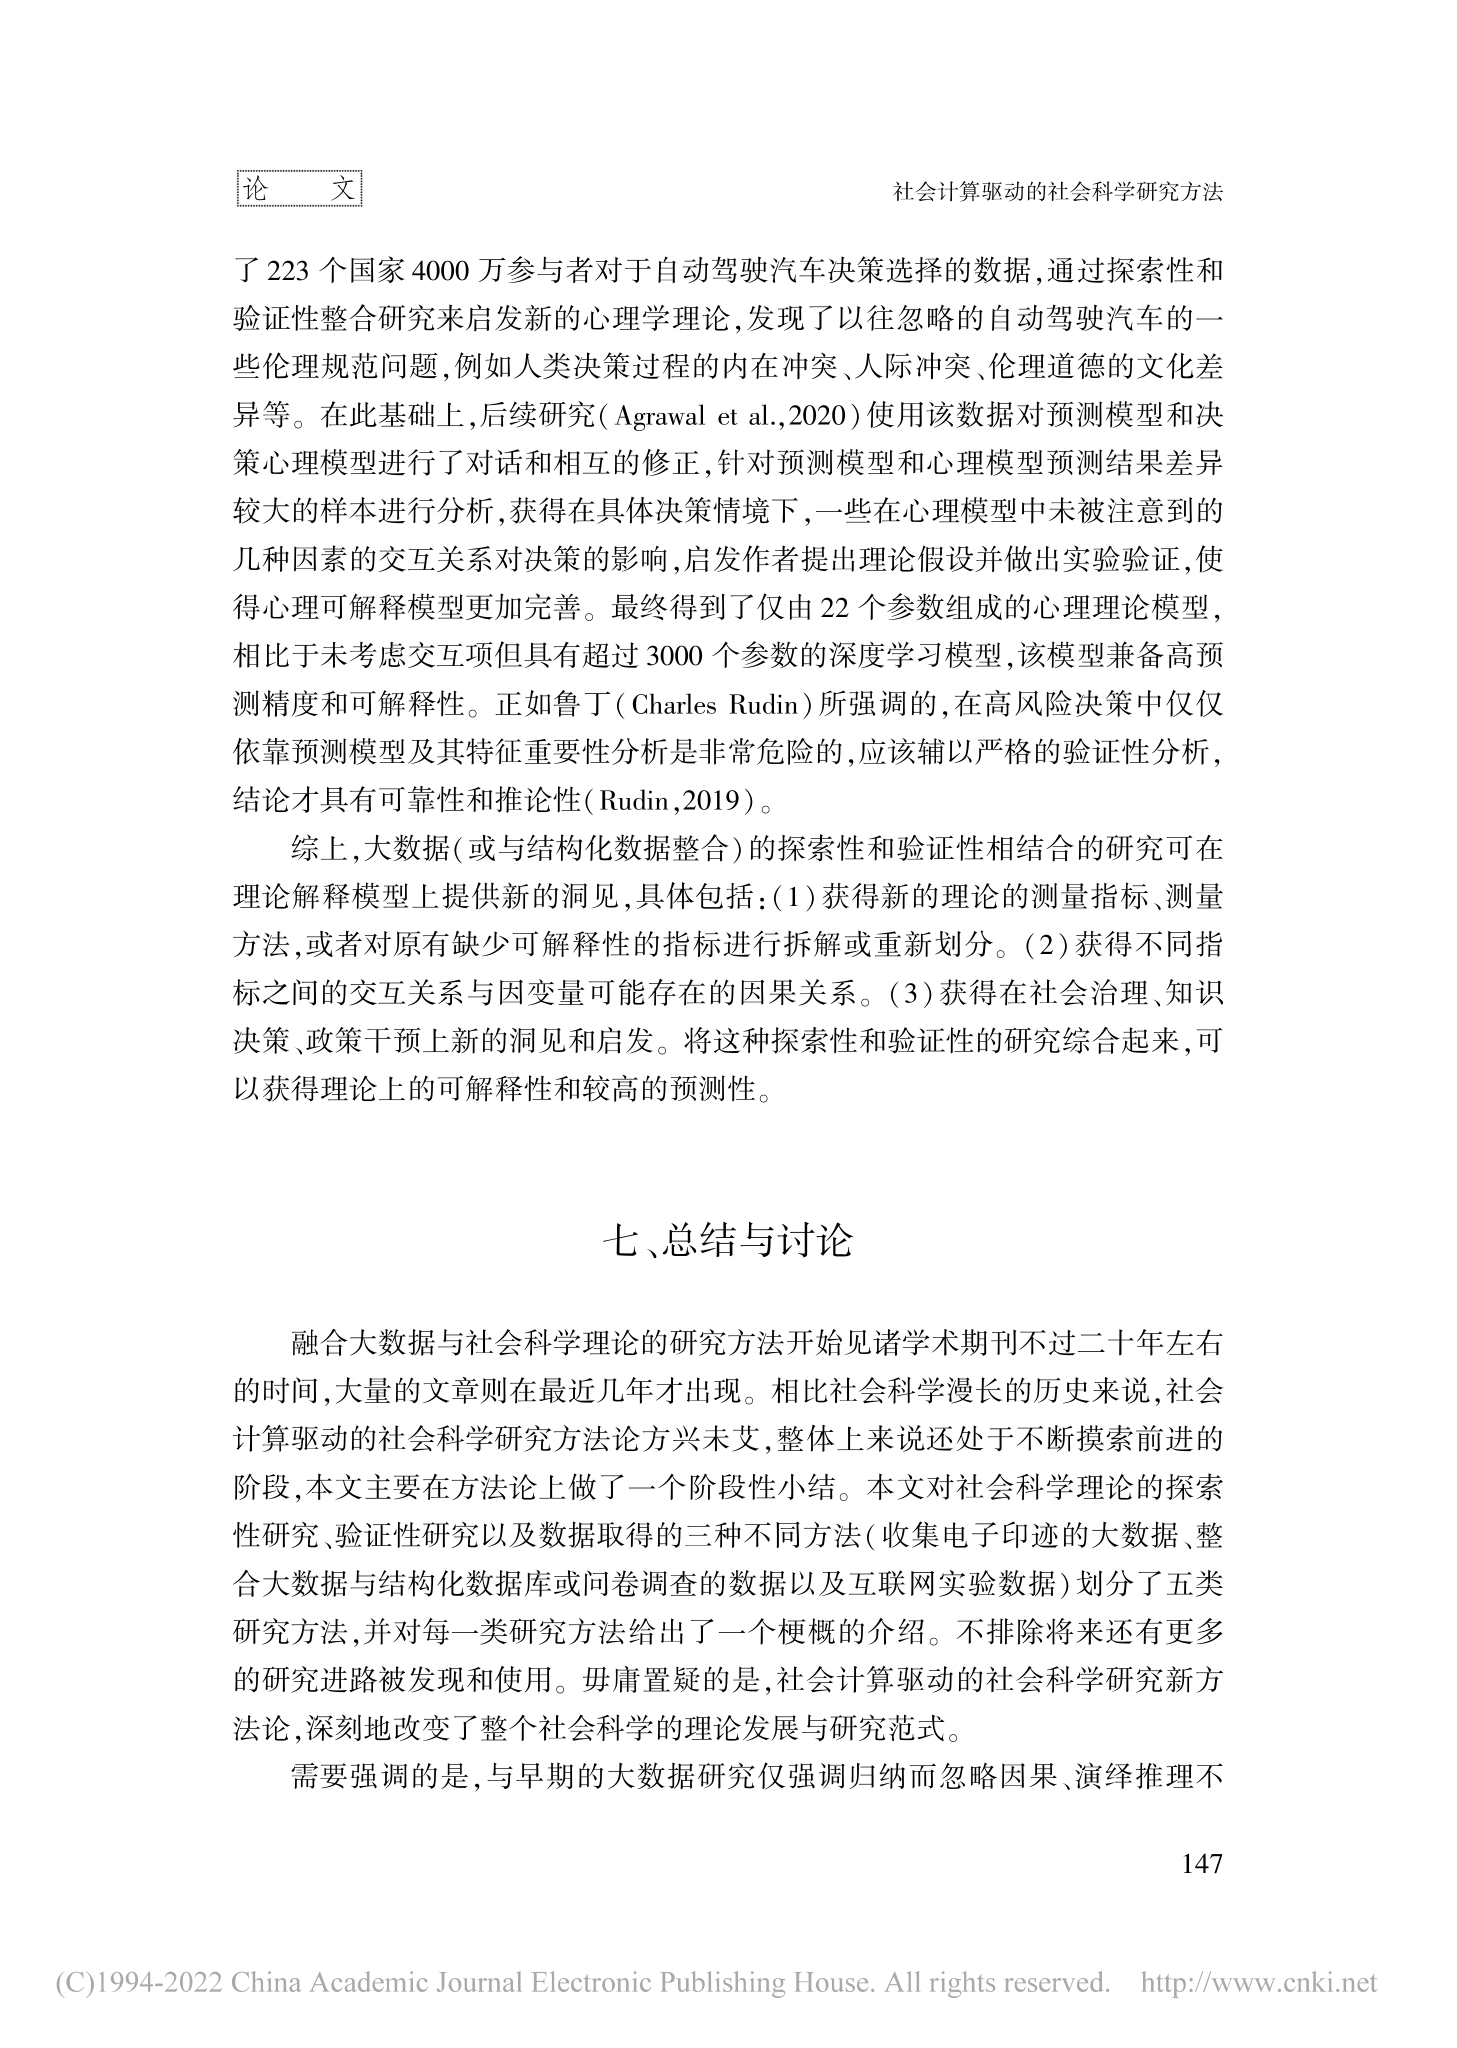 论 文
社会计算驱动的社会科学研究方法
了 223 个国家 4000 万参与者对于自动驾驶汽车决策选择的数据,通过探索性和
验证性整合研究来启发新的心理学理论,发现了以往忽略的自动驾驶汽车的一
些伦理规范问题,例如人类决策过程的内在冲突、人际冲突、伦理道德的文化差
异等。在此基础上,后续研究(Agrawal et al.,2020)使用该数据对预测模型和决
策心理模型进行了对话和相互的修正,针对预测模型和心理模型预测结果差异
较大的样本进行分析,获得在具体决策情境下,一些在心理模型中未被注意到的
几种因素的交互关系对决策的影响,启发作者提出理论假设并做出实验验证,使
得心理可解释模型更加完善。最终得到了仅由 22 个参数组成的心理理论模型,
相比于未考虑交互项但具有超过 3000 个参数的深度学习模型,该模型兼备高预
测精度和可解释性。正如鲁丁(Charles Rudin)所强调的,在高风险决策中仅仅
依靠预测模型及其特征重要性分析是非常危险的,应该辅以严格的验证性分析,
结论才具有可靠性和推论性(Rudin,2019)。
综上,大数据(或与结构化数据整合)的探索性和验证性相结合的研究可在
理论解释模型上提供新的洞见,具体包括:(1)获得新的理论的测量指标、测量
方法,或者对原有缺少可解释性的指标进行拆解或重新划分。(2)获得不同指
标之间的交互关系与因变量可能存在的因果关系。(3)获得在社会治理、知识
决策、政策干预上新的洞见和启发。将这种探索性和验证性的研究综合起来,可
以获得理论上的可解释性和较高的预测性。
七、总结与讨论
融合大数据与社会科学理论的研究方法开始见诸学术期刊不过二十年左右
的时间,大量的文章则在最近几年才出现。相比社会科学漫长的历史来说,社会
计算驱动的社会科学研究方法论方兴未艾,整体上来说还处于不断摸索前进的
阶段,本文主要在方法论上做了一个阶段性小结。本文对社会科学理论的探索
性研究、验证性研究以及数据取得的三种不同方法(收集电子印迹的大数据、整
合大数据与结构化数据库或问卷调查的数据以及互联网实验数据)划分了五类
研究方法,并对每一类研究方法给出了一个梗概的介绍。不排除将来还有更多
的研究进路被发现和使用。毋庸置疑的是,社会计算驱动的社会科学研究新方
法论,深刻地改变了整个社会科学的理论发展与研究范式。
需要强调的是,与早期的大数据研究仅强调归纳而忽略因果、演绎推理不
147
(C)1994-2022 China Academic Journal Electronic Publishing House. All rights reserved. http://www.cnki.net